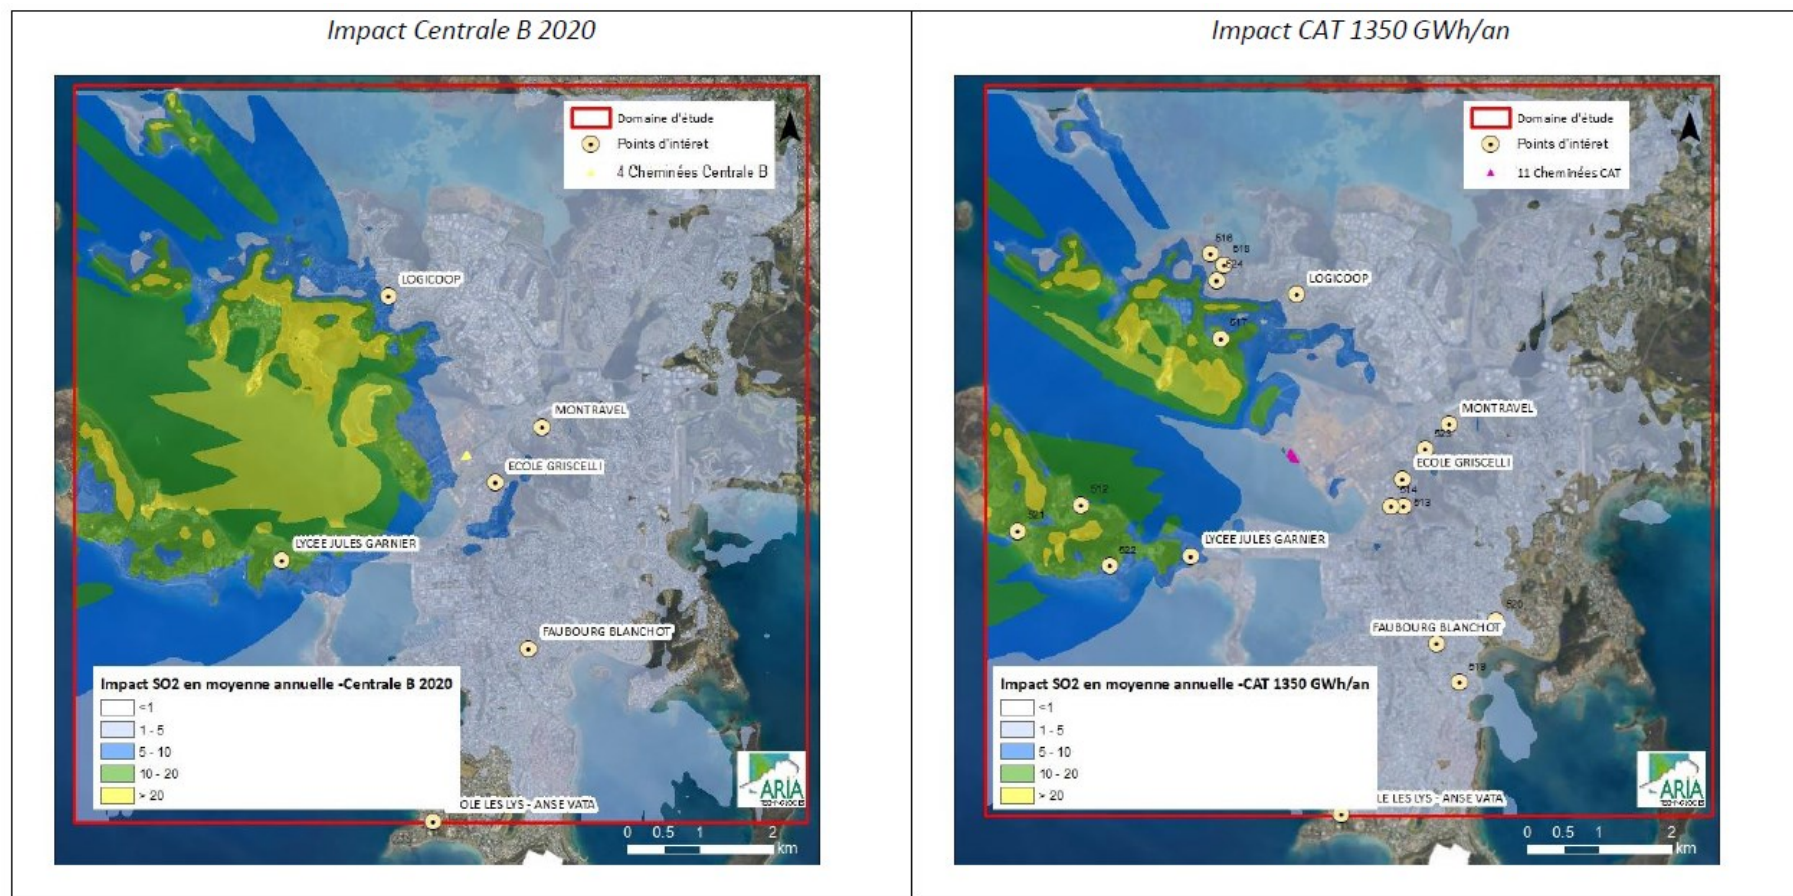 Impact Centrale B 2020
Domaine d'étude
Points d'intéret
4 Cheminées Centrale B
LOGICOOP
MONTRAVEL
ECOLE GRISCELLI
LYCEE JULES GARNIER
FAUBOURG BLANCHOT
Impact SO2 en moyenne annuelle -Centrale B 2020
<1
1 - 5
5 - 10
10 - 20
> 20
OLE LES LYS - ANSE VATA
ARIA
0 0.5 1 2
km
Impact CAT 1350 GWh/an
Domaine d'étude
Points d'intéret
11 Cheminées CAT
516
524
LOGICOOP
517
MONTRAVEL
523
ECOLE GRISCELLI
514
513
512
521
LYCEE JULES GARNIER
522
520
FAUBOURG BLANCHOT
Impact SO2 en moyenne annuelle -CAT 1350 GWh/an
<1
1 - 5
5 - 10
10 - 20
> 20
LE LES LYS - ANSE VATA
ARIA
0 0.5 1 2
km